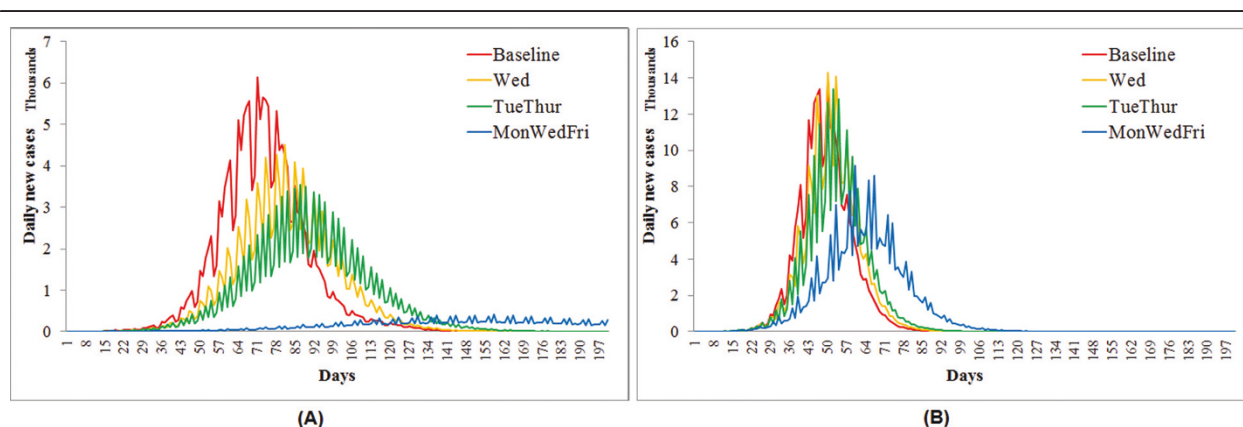 7
6
5
4
3
2
1
0
Daily new cases Thousands
Baseline
Wed
TueThur
MonWedFri
1 8 15 22 29 36 43 50 57 64 71 78 85 92 99 106 113 120 127 134 141 148 155 162 169 176 183 190 197
Days
(A)
16
14
12
10
8
6
4
2
0
Daily new cases Thousands
Baseline
Wed
TueThur
MonWedFri
1 8 15 22 29 36 43 50 57 64 71 78 85 92 99 106 113 120 127 134 141 148 155 162 169 176 183 190 197
Days
(B)